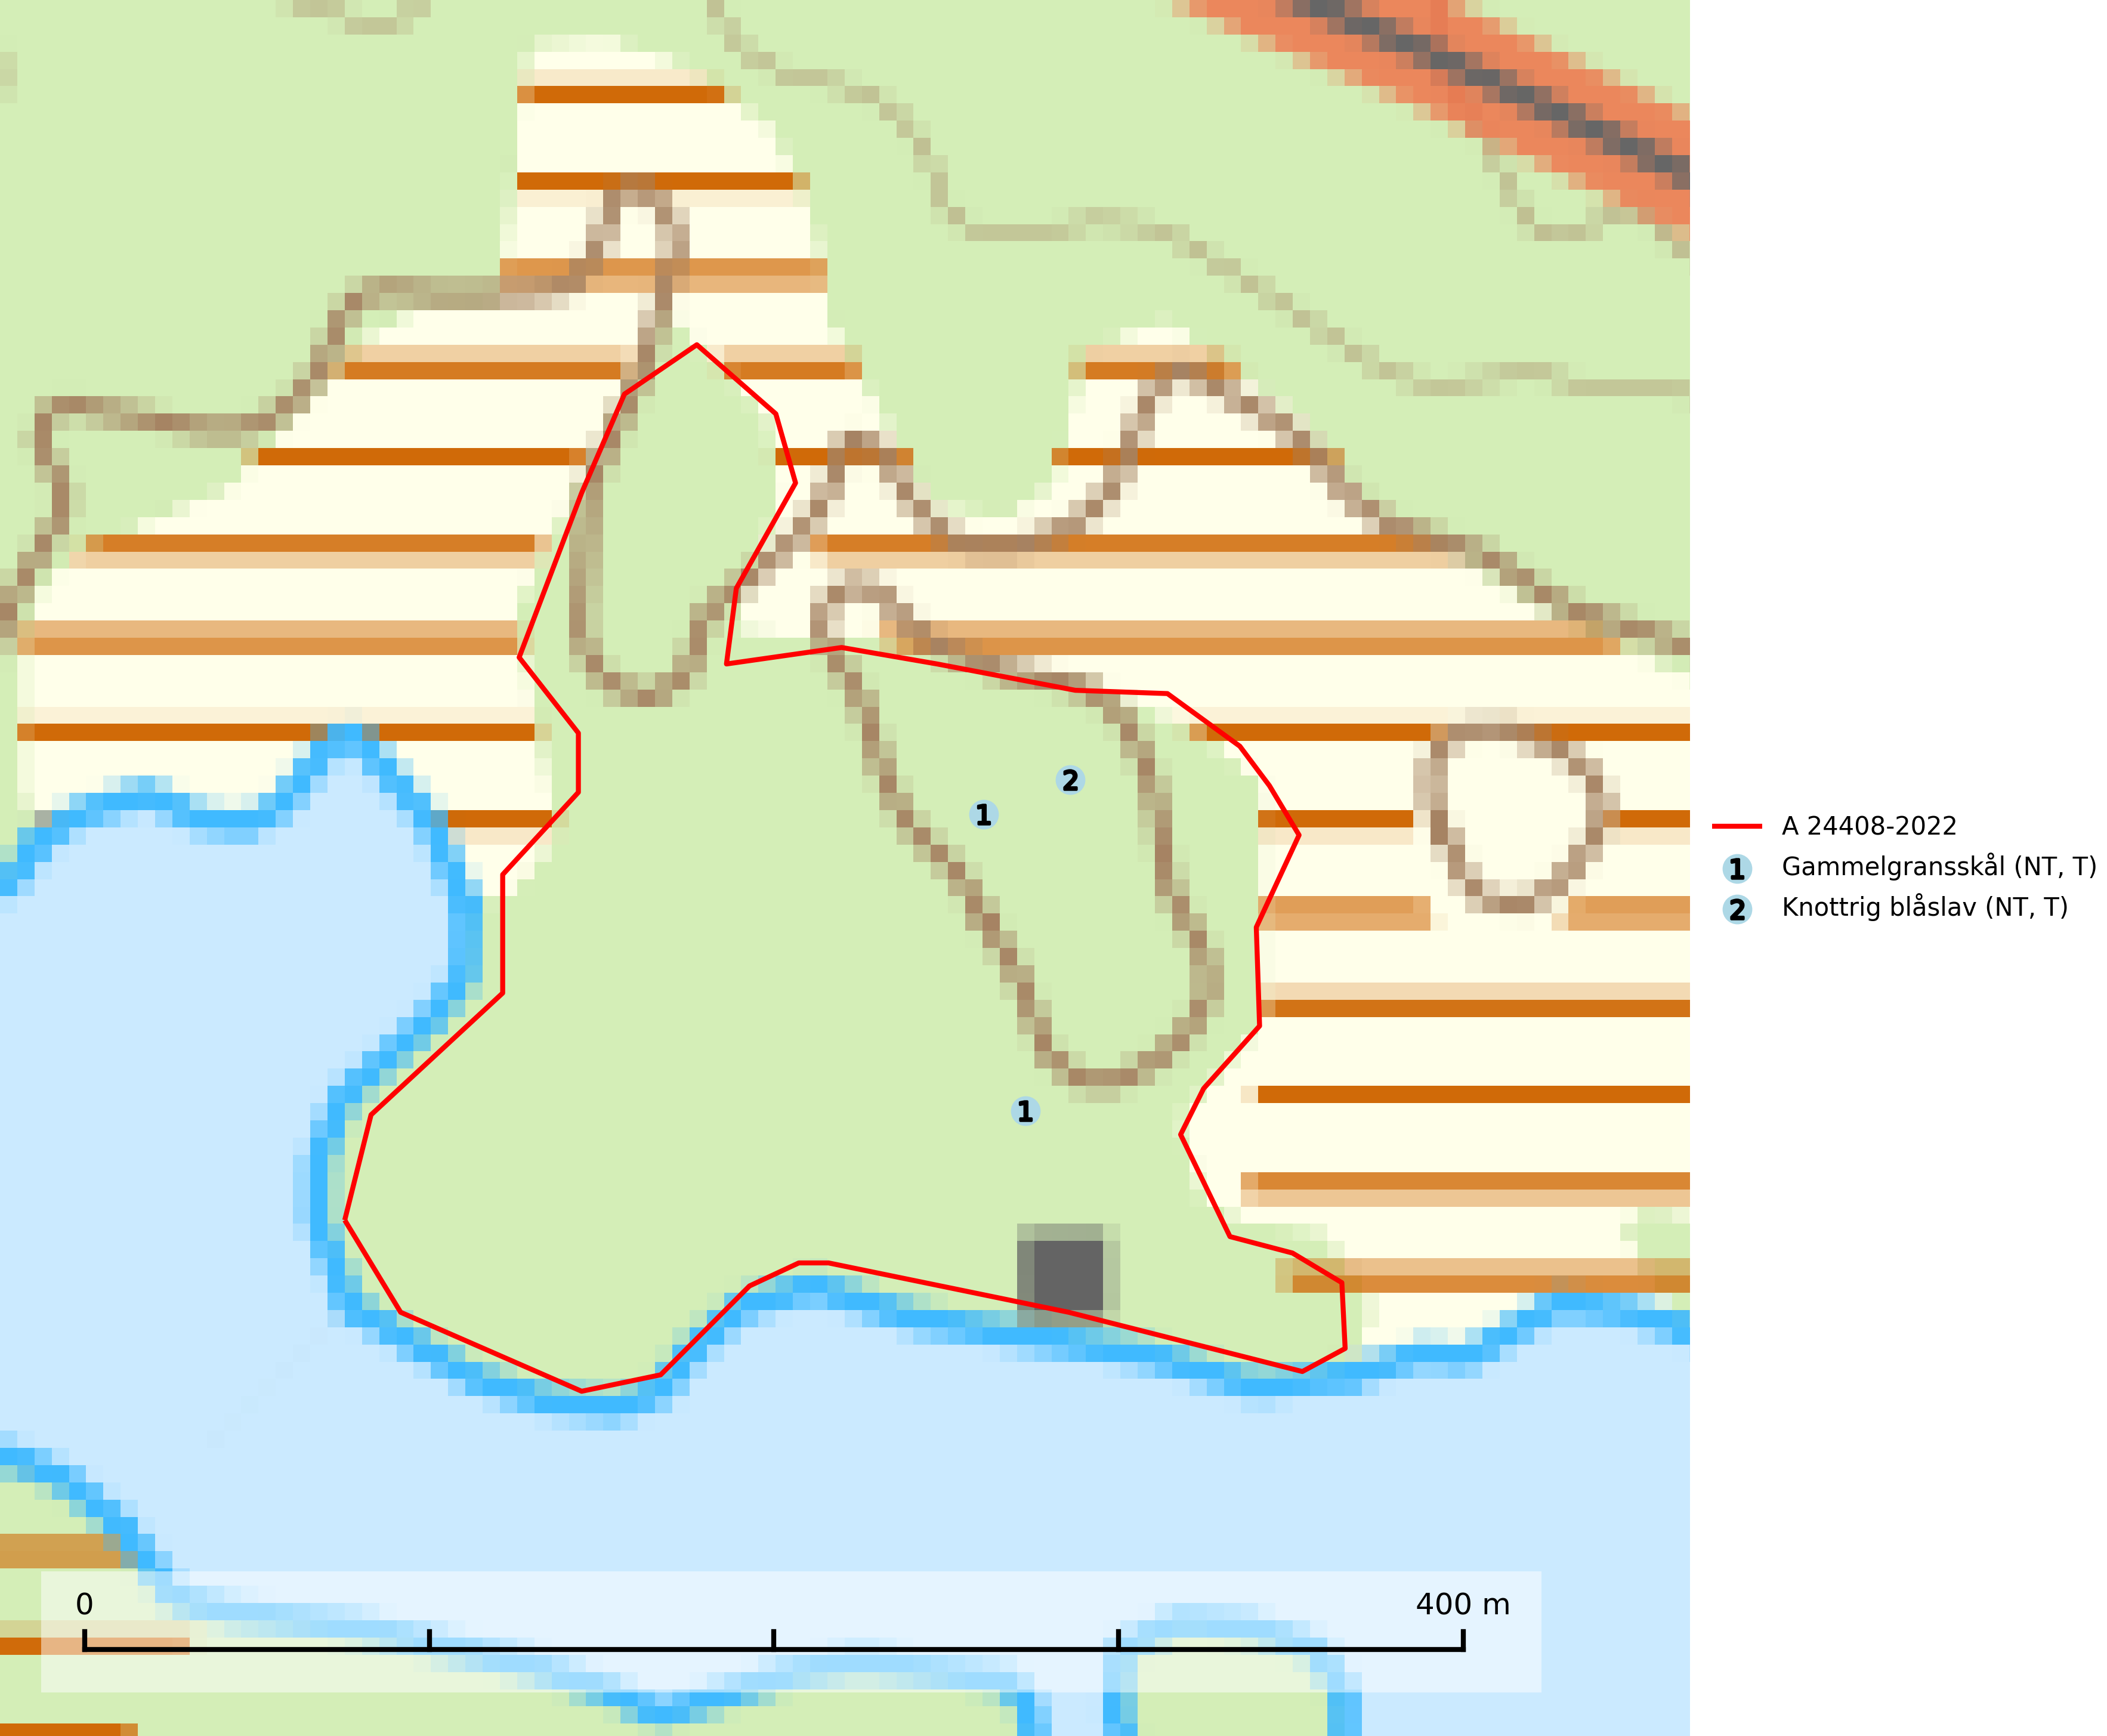 2
1
A 24408-2022
1 Gammelgransskål (NT, T)
2 Knottrig blåslav (NT, T)
1
0 400 m